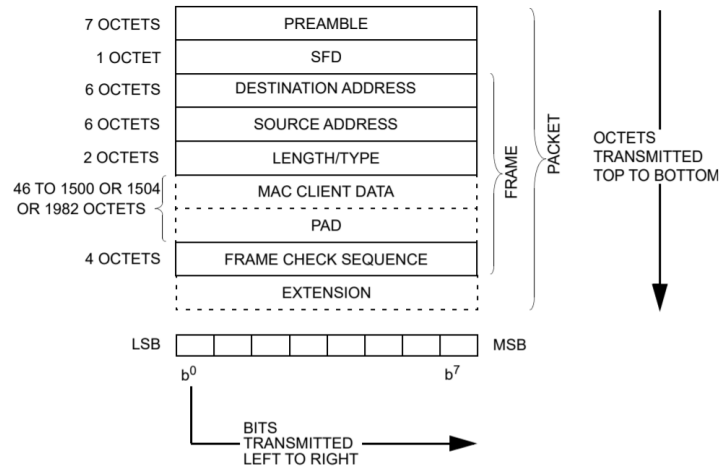 7 OCTETS PREAMBLE
1 OCTET SFD
6 OCTETS DESTINATION ADDRESS
6 OCTETS SOURCE ADDRESS
2 OCTETS LENGTH/TYPE
46 TO 1500 OR 1504
OR 1982 OCTETS
MAC CLIENT DATA
PAD
4 OCTETS FRAME CHECK SEQUENCE
EXTENSION
FRAME
PACKET
OCTETS
TRANSMITTED
TOP TO BOTTOM
LSB MSB
b0 b7
BITS
TRANSMITTED
LEFT TO RIGHT